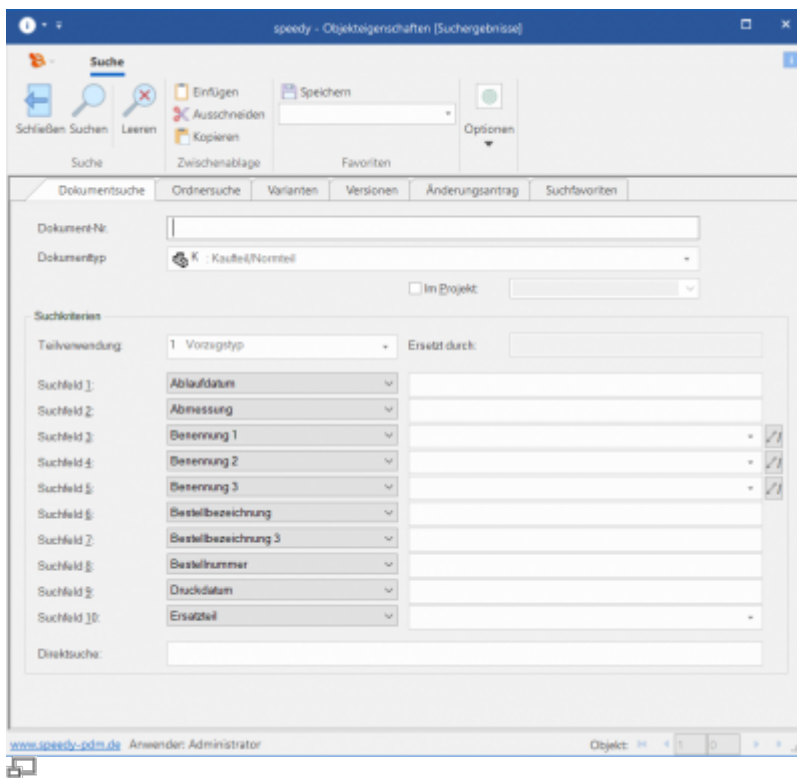 speedy - Objekteigenschaften [Suchergebnisse]
Suche
Schließen Suchen Leeren
Einfügen
Ausschneiden
Kopieren
Speichern
Optionen
Suche Zwischenablage Favoriten
Dokumentsuche Ordnersuche Varianten Versionen Änderungsantrag Suchfavoriten
Dokument-Nr.
Dokumenttyp K : Kaufteil/Normteil
Im Projekt:
Suchkriterien
Teilverwendung: 1 Vorzugstyp Ersetzt durch:
Suchfeld 1: Ablaufdatum
Suchfeld 2: Abmessung
Suchfeld 3: Benennung 1
Suchfeld 4: Benennung 2
Suchfeld 5: Benennung 3
Suchfeld 6: Bestellbezeichnung
Suchfeld 7: Bestellbezeichnung 3
Suchfeld 8: Bestellnummer
Suchfeld 9: Druckdatum
Suchfeld 10: Ersatzteil
Direktsuche:
www.speedy-pdm.de Anwender: Administrator Objekt: 1 0